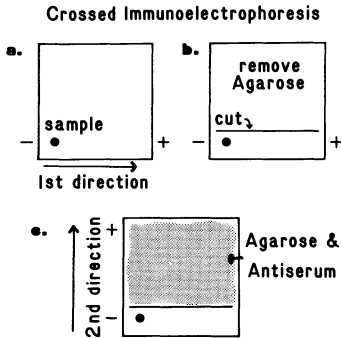 Crossed Immunoelectrophoresis
a.
sample
- +
1st direction
b.
remove
Agarose
cut
- +
c.
2nd direction
+
-
Agarose &
Antiserum